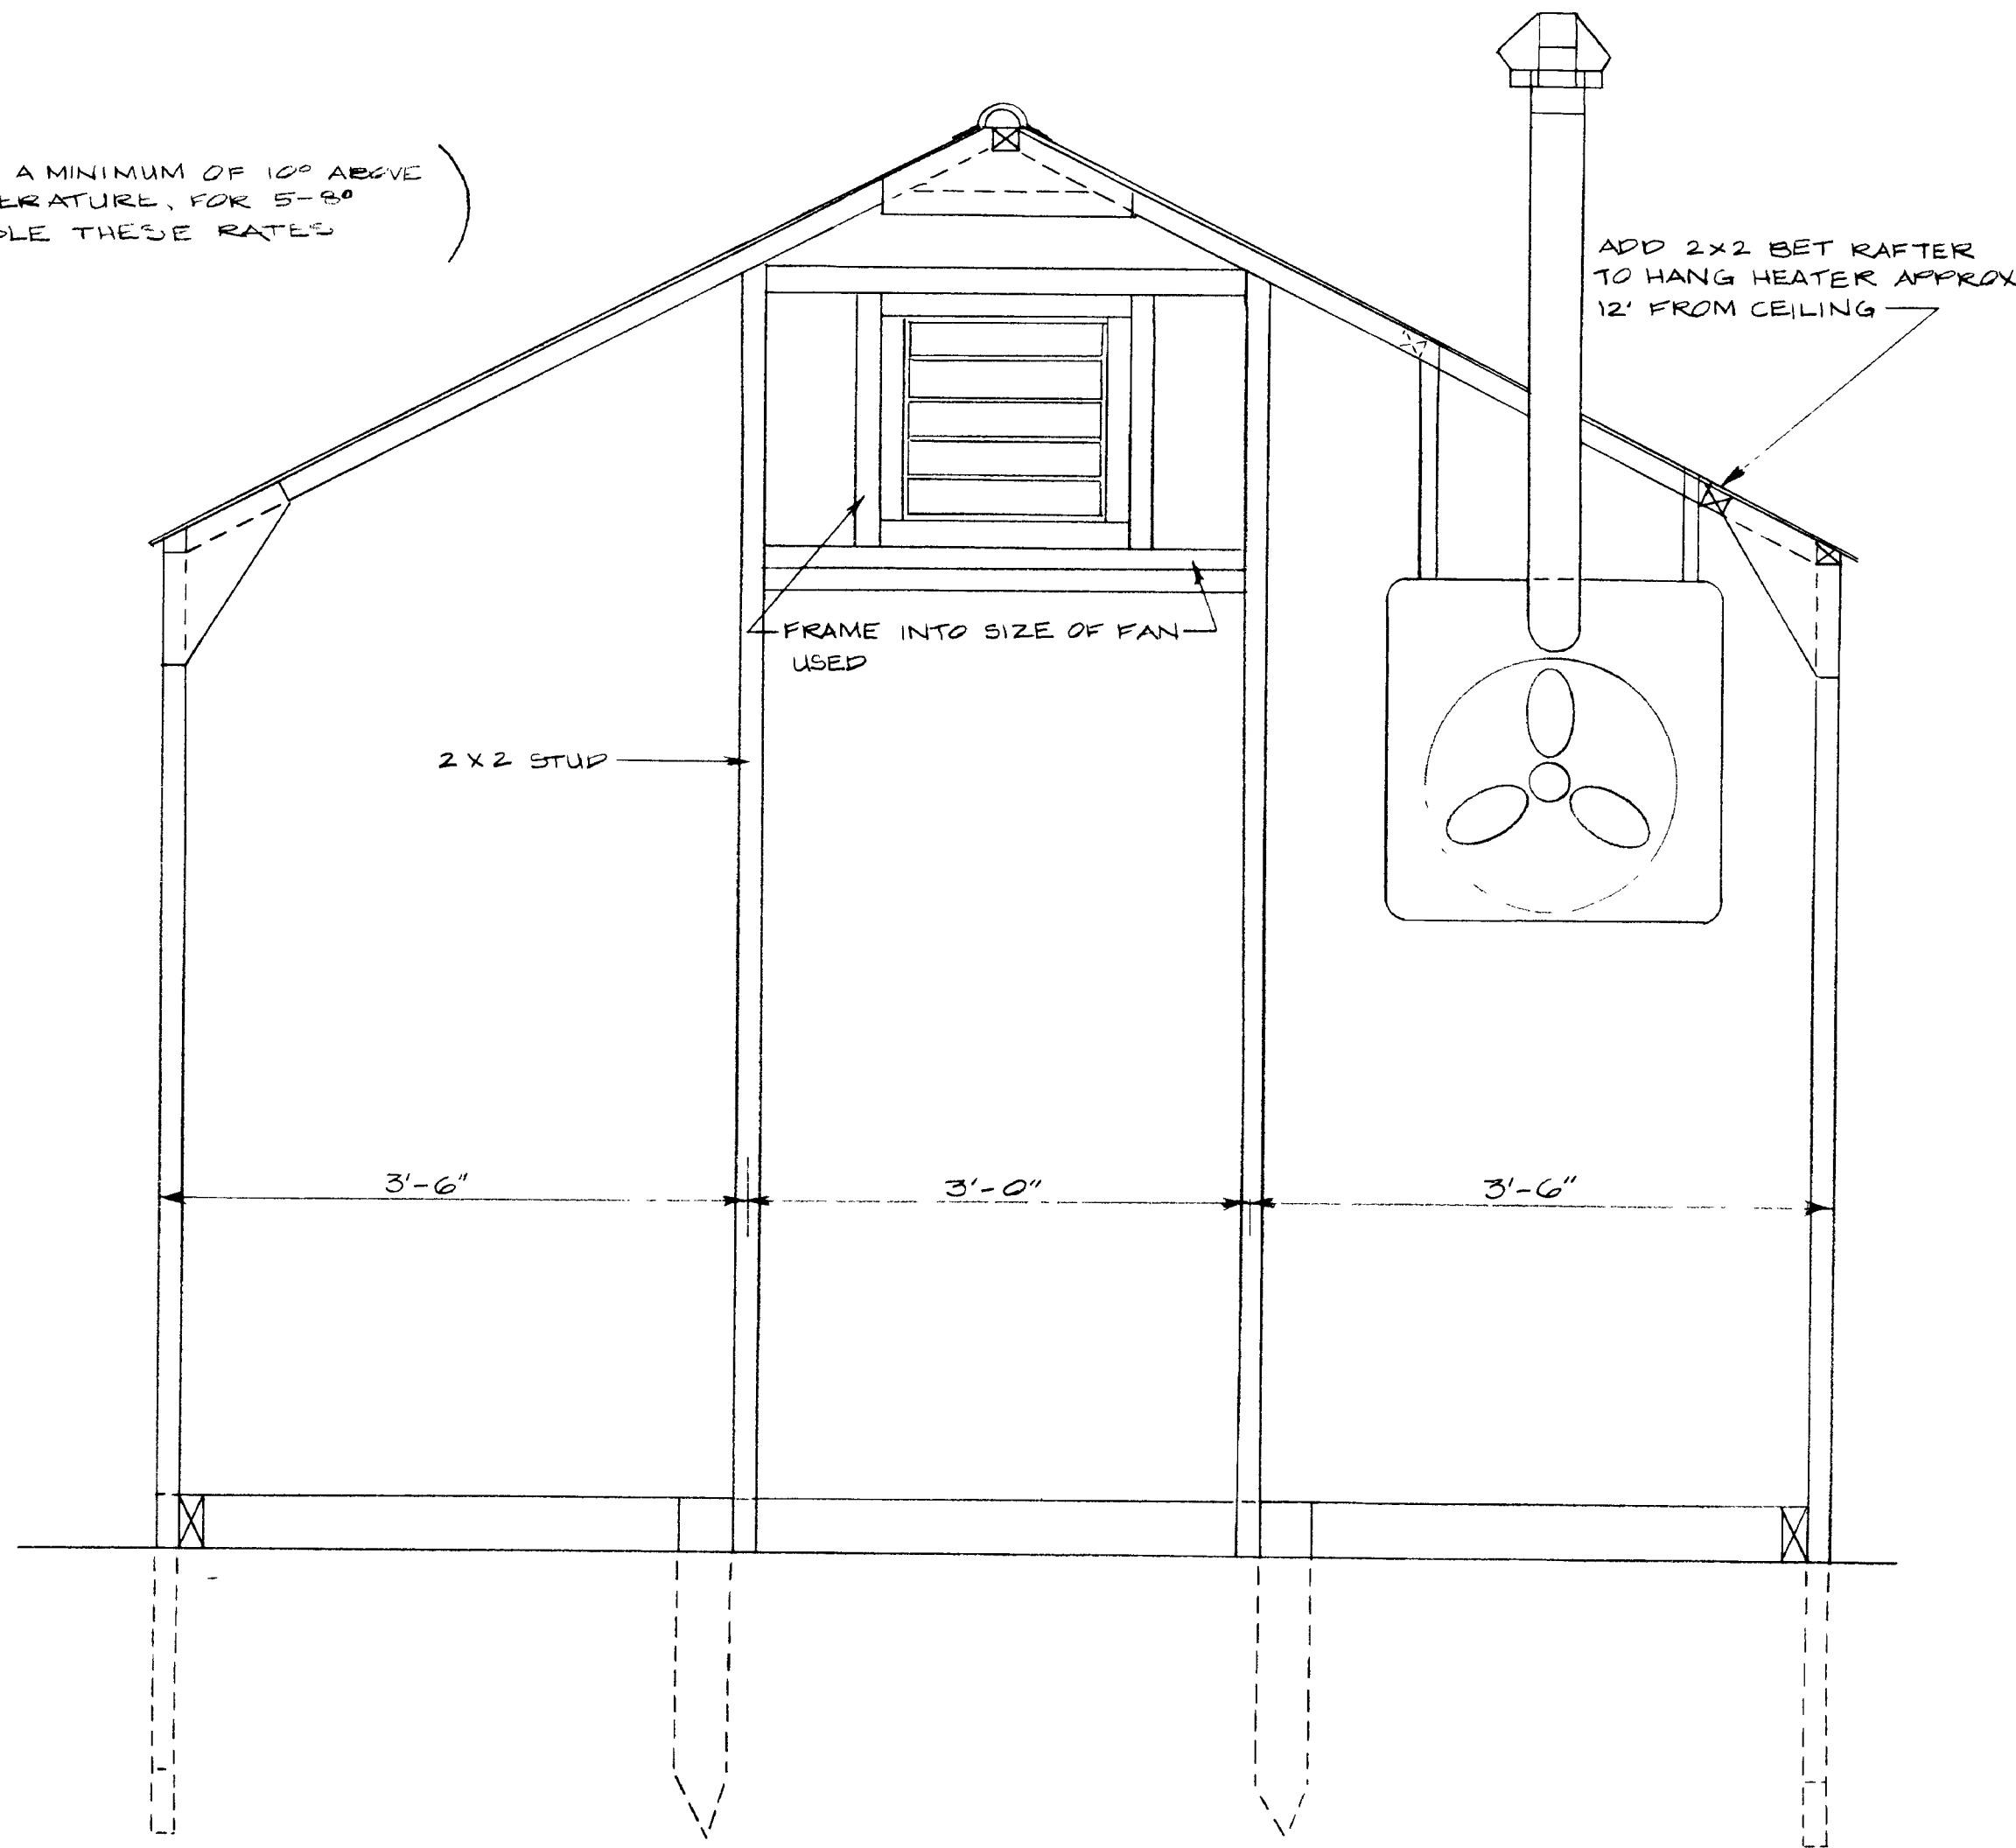 A MINIMUM OF 10° ABOVE
ERATURE, FOR 5-8°
LE THESE RATES
ADD 2X2 BET RAFTER
TO HANG HEATER APPROX
12' FROM CEILING
FRAME INTO SIZE OF FAN
USED
2 X 2 STUD
3'-6" 3'-0" 3'-6"